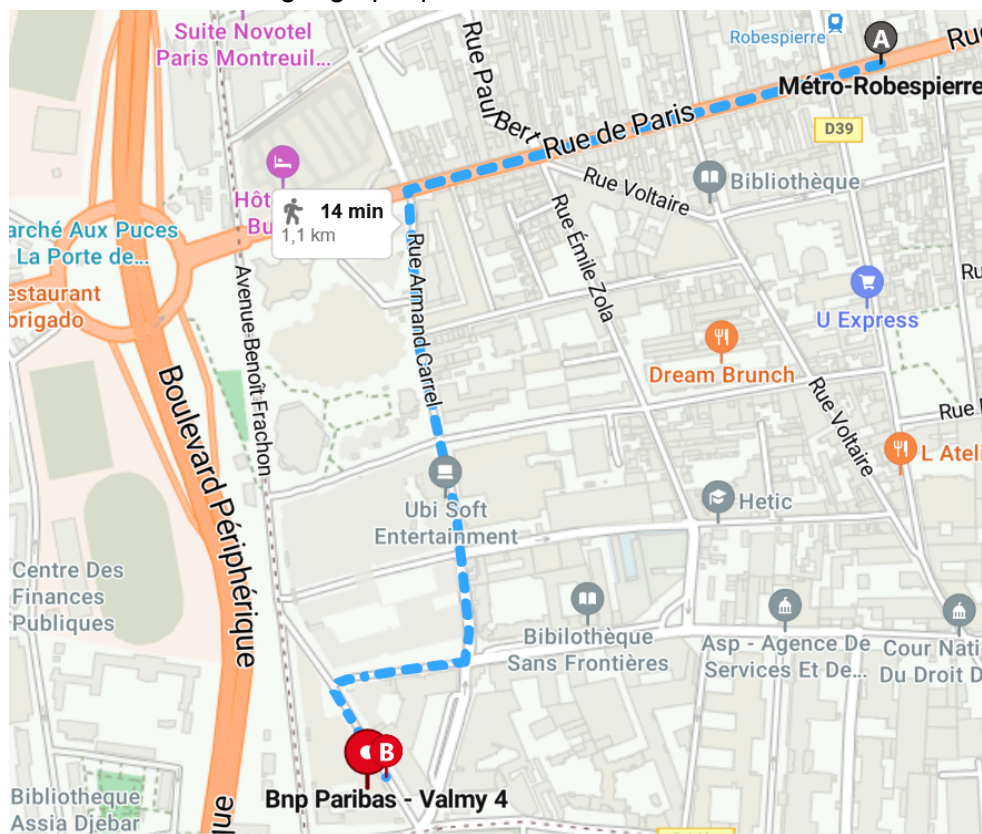 Suite Novotel
Paris Montreuil...
Robespierre
A
Métro-Robespierre
Rue Paul Bert
Rue de Paris
D39
Rue Voltaire
Bibliothèque
14 min
1,1 km
arché Aux Puces
La Porte de...
estaurant
brigado
Avenue Benoît Frachon
Rue Armand Carrel
Rue Émile Zola
U Express
Dream Brunch
Rue Voltaire
L Ateli
Boulevard Périphérique
Ubi Soft
Entertainment
Hetic
Centre Des
Finances
Publiques
Bibilothèque
Sans Frontières
Asp - Agence De
Services Et De...
Cour Nati
Du Droit D
B
Bnp Paribas - Valmy 4
Bibliotheque
Assia Djebar